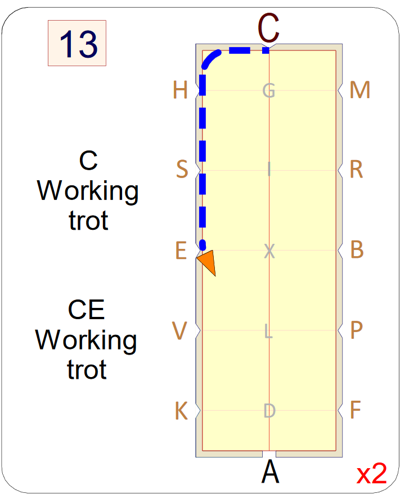 13
C
H G M
C
Working
trot
S I R
E X B
CE
Working
trot
V L P
K D F
A
x2